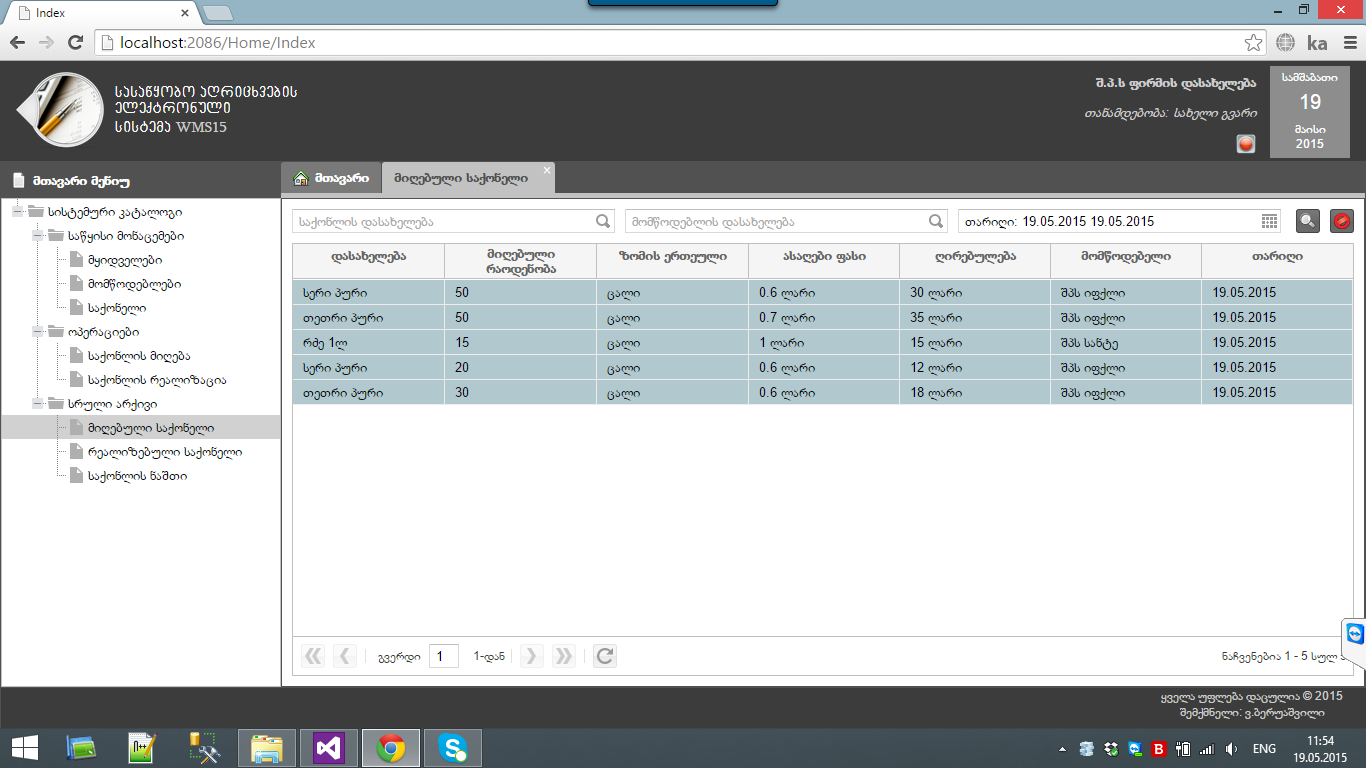 Index
localhost:2086/Home/Index
ka
სასაწყობო აღრიცხვების
ელექტრონული
სისტემა WMS15
შ.პ.ს ფირმის დასახელება
თანამდებობა: სახელი გვარი
სამშაბათი
19
მაისი
2015
მთავარი მენიუ
მთავარი
მიღებული საქონელი
სისტემური კატალოგი
საწყისი მონაცემები
მყიდველები
მომწოდებლები
საქონელი
ოპერაციები
საქონლის მიღება
საქონლის რეალიზაცია
სრული არქივი
მიღებული საქონელი
რეალიზებული საქონელი
საქონლის ნაშთი
საქონლის დასახელება
მომწოდებლის დასახელება
თარიღი: 19.05.2015 19.05.2015
დასახელება მიღებული რაოდენობა ზომის ერთეული ასაღები ფასი ღირებულება მომწოდებელი თარიღი
სერი პური 50 ცალი 0.6 ლარი 30 ლარი შპს იფქლი 19.05.2015
თეთრი პური 50 ცალი 0.7 ლარი 35 ლარი შპს იფქლი 19.05.2015
რძე 1ლ 15 ცალი 1 ლარი 15 ლარი შპს სანტე 19.05.2015
სერი პური 20 ცალი 0.6 ლარი 12 ლარი შპს იფქლი 19.05.2015
თეთრი პური 30 ცალი 0.6 ლარი 18 ლარი შპს იფქლი 19.05.2015
გვერდი 1 1-დან
ნაჩვენებია 1 - 5 სულ
ყველა უფლება დაცულია © 2015
შემქმნელი: ვ.ბერუაშვილი
ENG
11:54
19.05.2015